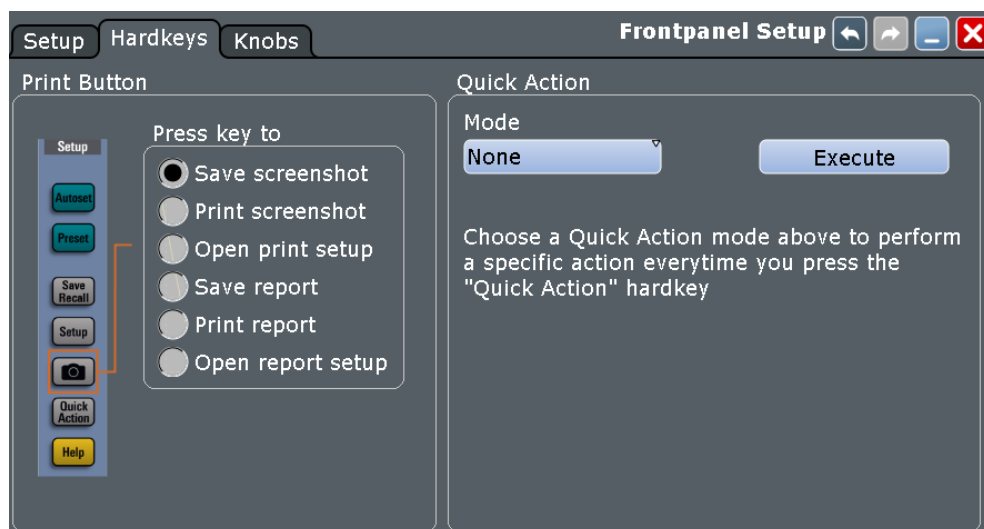 Setup
Hardkeys
Knobs
Frontpanel Setup
Print Button
Setup
Autoset
Preset
Save
Recall
Setup
Quick
Action
Help
Press key to
Save screenshot
Print screenshot
Open print setup
Save report
Print report
Open report setup
Quick Action
Mode
None
Execute
Choose a Quick Action mode above to perform
a specific action everytime you press the
"Quick Action" hardkey